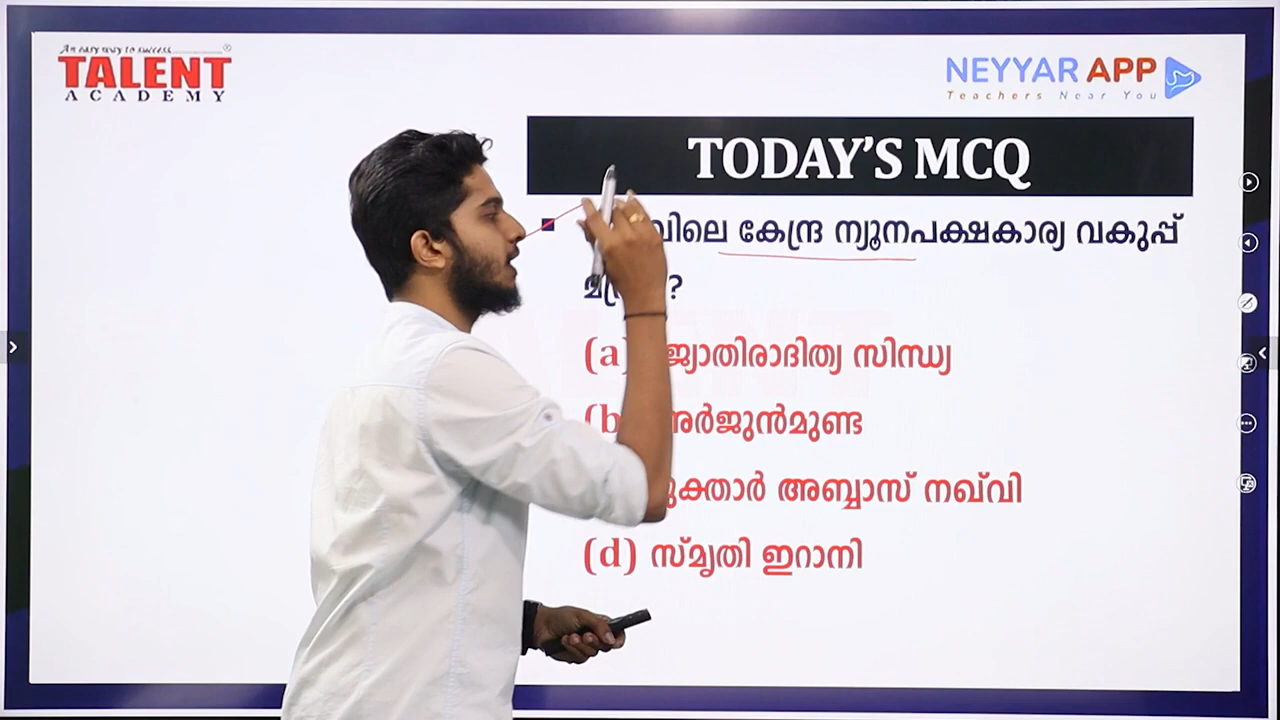 An easy way to success..............®
TALENT
ACADEMY
NEYYAR APP
Teachers Near You
TODAY'S MCQ
കേന്ദ്ര ന്യൂനപക്ഷകാര്യ വകുപ്പ്
?
(a) ജ്യോതിരാദിത്യ സിന്ധ്യ
(b അർജുൻമുണ്ട
അബ്ബാസ് നഖ്‌വി
(d) സ്മൃതി ഇറാനി